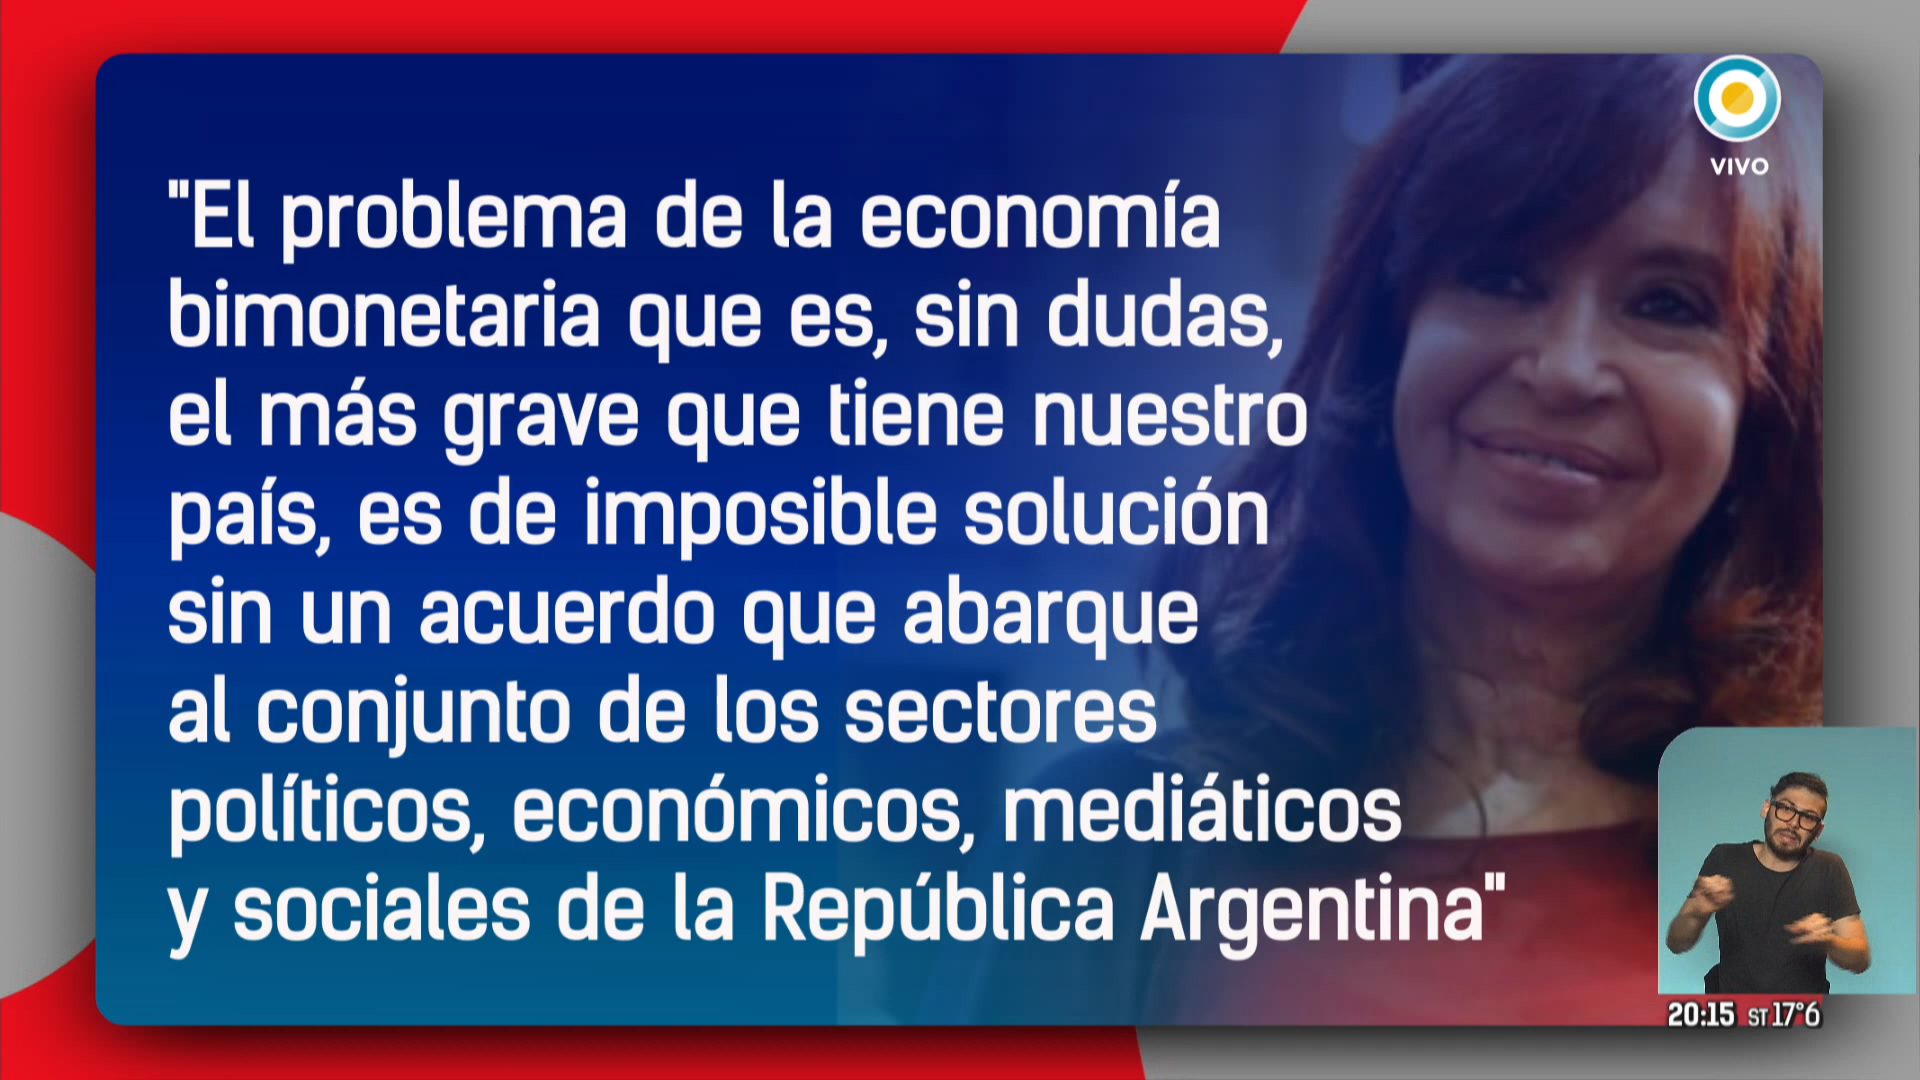 VIVO
"El problema de la economía
bimonetaria que es, sin dudas,
el más grave que tiene nuestro
país, es de imposible solución
sin un acuerdo que abarque
al conjunto de los sectores
políticos, económicos, mediáticos
y sociales de la República Argentina"
20:15 ST 17°6